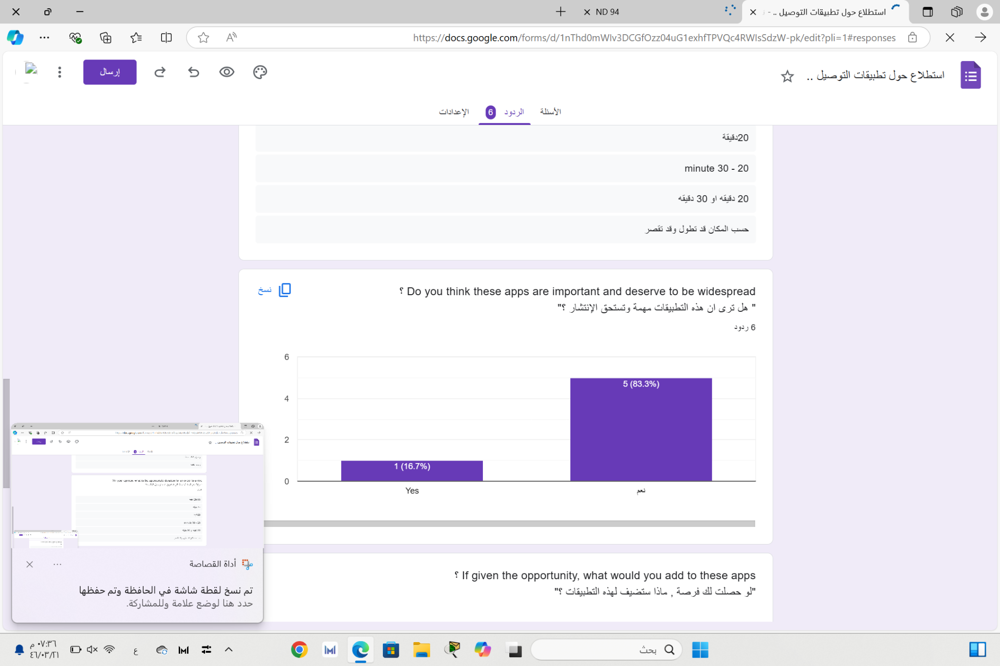 استطلاع حول تطبيقات التوصيل .. -
ND 94
https://docs.google.com/forms/d/1nThd0mWIv3DCGfOzz04uG1exhfTPVQc4RWIsSdzW-pk/edit?pli=1#responses
استطلاع حول تطبيقات التوصيل ..
إرسال
الأسئلة
الردود 6
الإعدادات
20دقيقة
20 - 30 minute
20 دقيقه او 30 دقيقه
حسب المكان قد تطول وقد تقصر
Do you think these apps are important and deserve to be widespread ؟
" هل ترى ان هذه التطبيقات مهمة وتستحق الإنتشار ؟"
نسخ
6 ردود
6
4
2
0
5 (83.3%)
1 (16.7%)
Yes
نعم
If given the opportunity, what would you add to these apps ؟
"لو حصلت لك فرصة , ماذا ستضيف لهذه التطبيقات ؟"
أداة القصاصة
تم نسخ لقطة شاشة في الحافظة وتم حفظها
حدد هنا لوضع علامة وللمشاركة.
بحث
ع
٠٧:٣٦ م
٤٦/٠٣/٢١